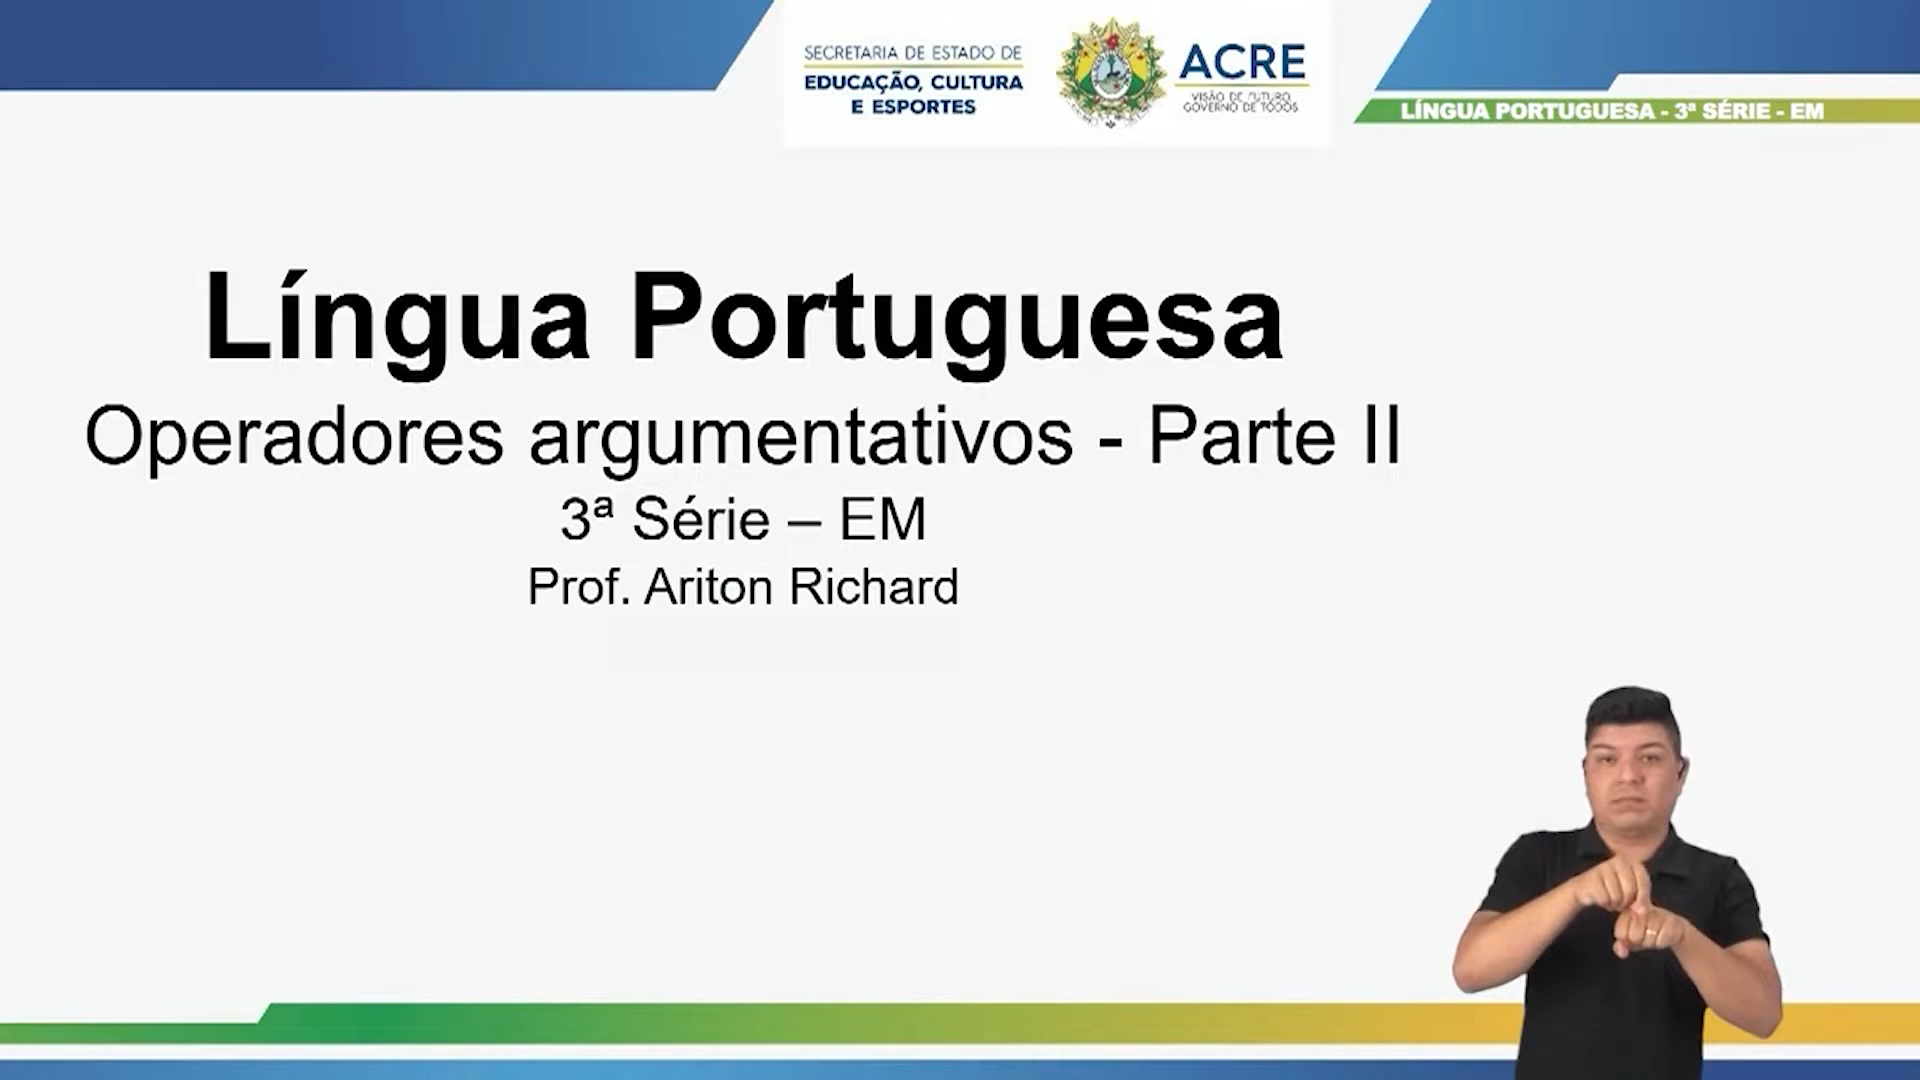 SECRETARIA DE ESTADO DE
EDUCAÇÃO, CULTURA
E ESPORTES
ACRE
VISÃO DE FUTURO,
GOVERNO DE TODOS
LÍNGUA PORTUGUESA - 3ª SÉRIE - EM
Língua Portuguesa
Operadores argumentativos - Parte II
3ª Série – EM
Prof. Ariton Richard